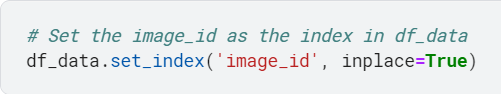 # Set the image_id as the index in df_data
df_data.set_index('image_id', inplace=True)